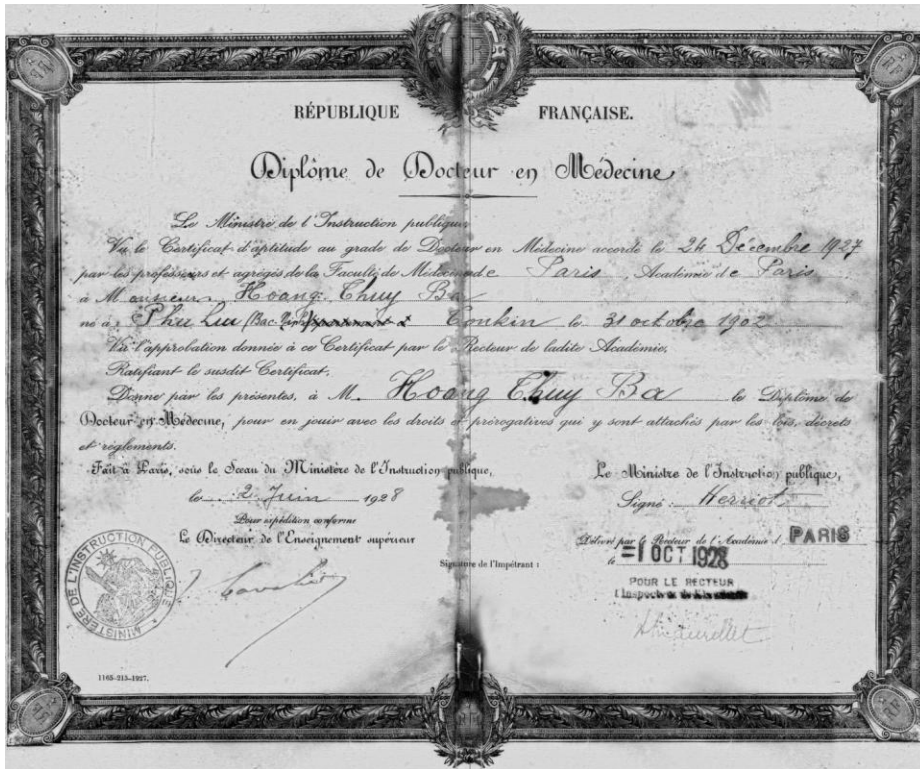 RÉPUBLIQUE FRANÇAISE.
Diplôme de Docteur en Médecine
Le Ministre de l'Instruction publique,
Vu le Certificat d'aptitude au grade de Docteur en Médecine accordé le 24 Décembre 1927
par les professeurs et agrégés de la Faculté de Médecine de Paris Académie de Paris
à Monsieur Hoang Thuy Ba
né à Phu Luu (Bac Ninh) Tonkin le 31 octobre 1902
Vu l'approbation donnée à ce Certificat par le Recteur de ladite Académie,
Ratifiant le susdit Certificat,
Donne par les présentes, à M. Hoang Thuy Ba le Diplôme de
Docteur en Médecine, pour en jouir avec les droits et prérogatives qui y sont attachés par les lois, décrets
et règlements.
Fait à Paris, sous le Sceau du Ministère de l'Instruction publique,
le 2 Juin 1928
Pour expédition conforme
Le Directeur de l'Enseignement supérieur
Le Ministre de l'Instruction publique,
Signé: Herriot
Délivré par le Recteur de l'Académie d PARIS
le =1 OCT 1928
POUR LE RECTEUR
l'Inspecteur
Signature de l'Impétrant :
MINISTÈRE DE L'INSTRUCTION PUBLIQUE
1165-215-1927.